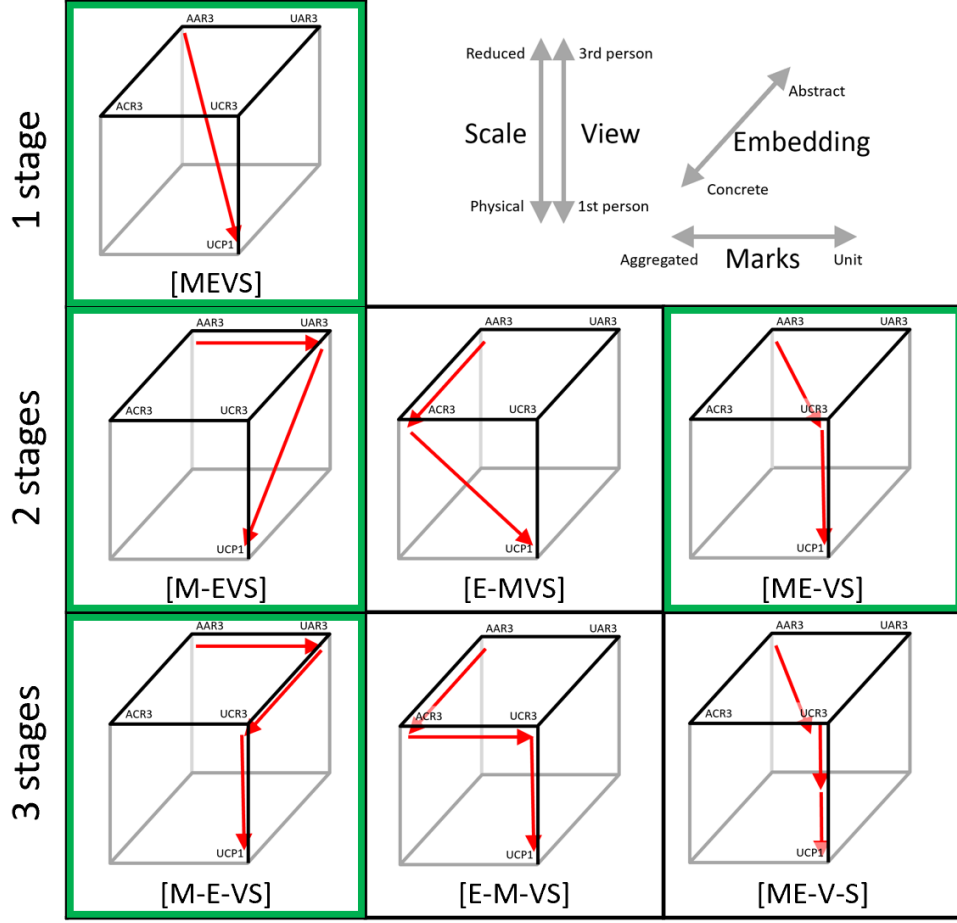 1 stage
AAR3 UAR3
ACR3 UCR3
UCP1
[MEVS]
Reduced 3rd person
Abstract
Scale View Embedding
Concrete
Physical 1st person
Aggregated Marks Unit
2 stages
AAR3 UAR3
ACR3 UCR3
UCP1
[M-EVS]
AAR3 UAR3
ACR3 UCR3
UCP1
[E-MVS]
AAR3 UAR3
ACR3 UCR3
UCP1
[ME-VS]
3 stages
AAR3 UAR3
ACR3 UCR3
UCP1
[M-E-VS]
AAR3 UAR3
ACR3 UCR3
UCP1
[E-M-VS]
AAR3 UAR3
ACR3 UCR3
UCP1
[ME-V-S]